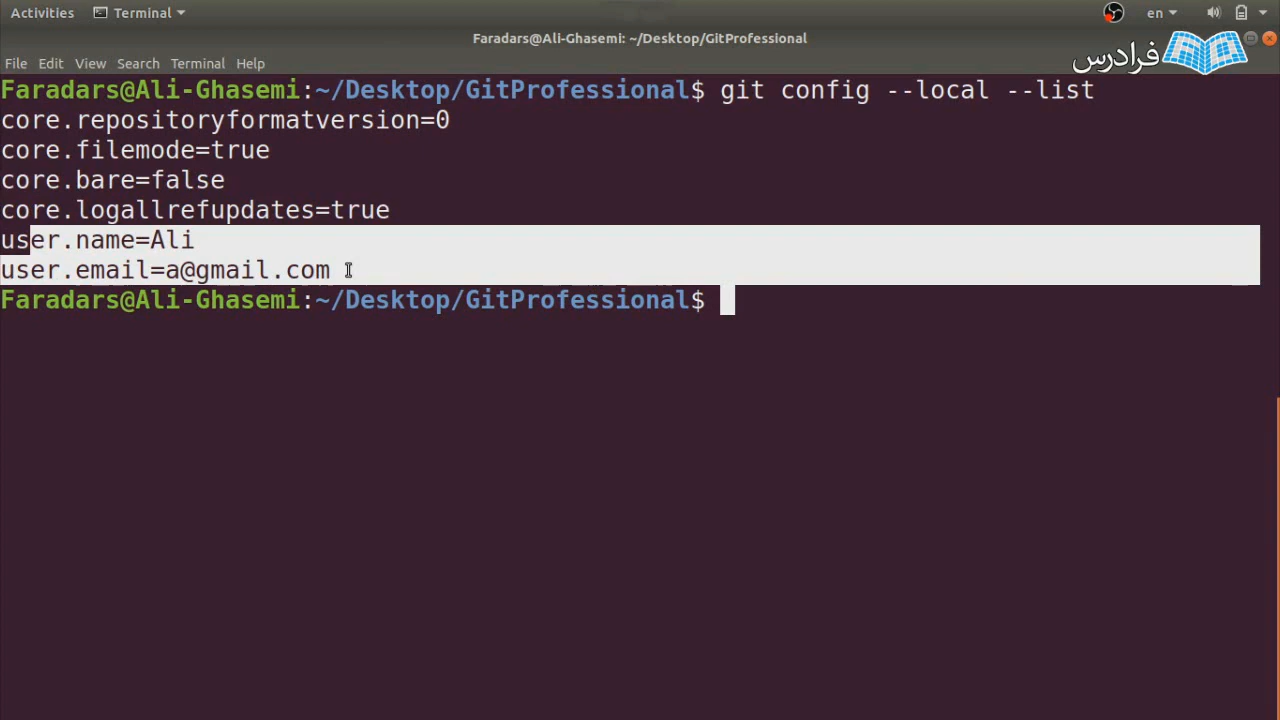 Activities Terminal en
Faradars@Ali-Ghasemi: ~/Desktop/GitProfessional
فرادرس
File Edit View Search Terminal Help
Faradars@Ali-Ghasemi:~/Desktop/GitProfessional$ git config --local --list
core.repositoryformatversion=0
core.filemode=true
core.bare=false
core.logallrefupdates=true
user.name=Ali
user.email=a@gmail.com
Faradars@Ali-Ghasemi:~/Desktop/GitProfessional$